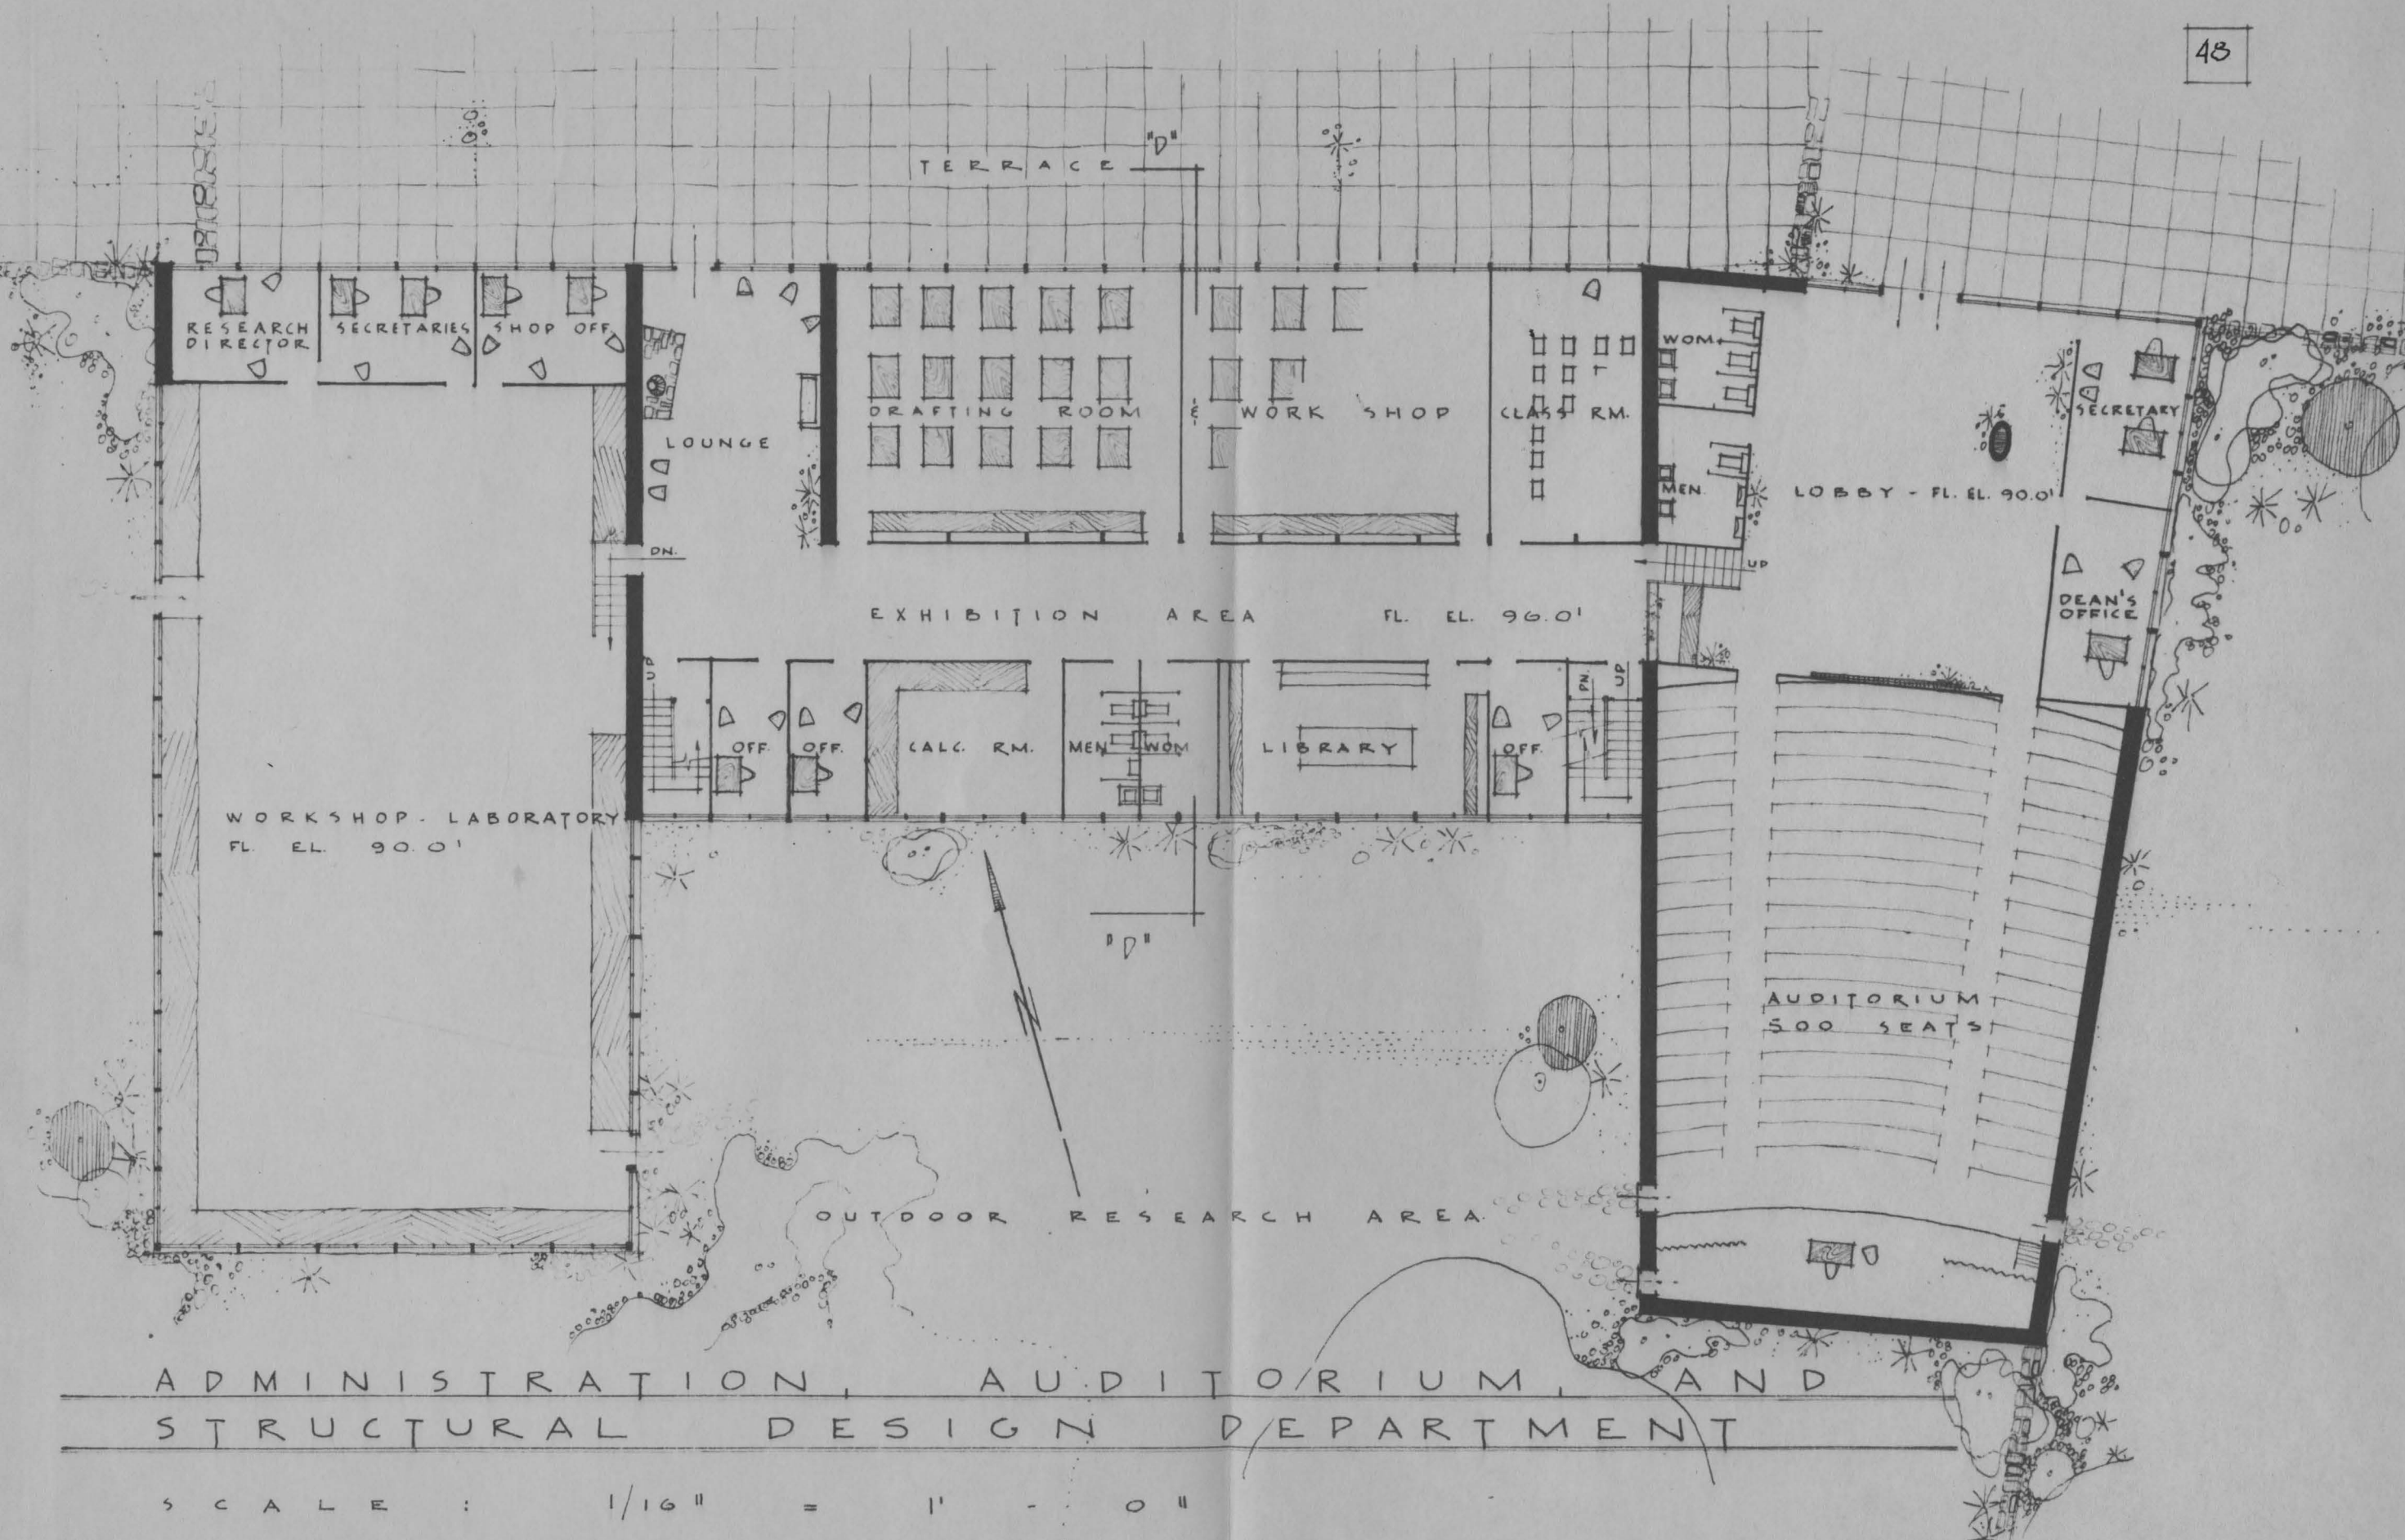 48
TERRACE "D"
RESEARCH
DIRECTOR
SECRETARIES
SHOP OFF.
LOUNGE
DRAFTING ROOM & WORK SHOP
CLASS RM.
WOM.
MEN
LOBBY - FL. EL. 90.0'
SECRETARY
DN.
UP
EXHIBITION AREA FL. EL. 96.0'
DEAN'S
OFFICE
UP
OFF.
OFF.
CALC. RM.
MEN
WOM
LIBRARY
OFF.
DN.
UP
WORKSHOP - LABORATORY
FL. EL. 90.0'
"D"
AUDITORIUM
500 SEATS
OUTDOOR RESEARCH AREA
ADMINISTRATION, AUDITORIUM, AND
STRUCTURAL DESIGN DEPARTMENT
SCALE : 1/16" = 1' - 0"